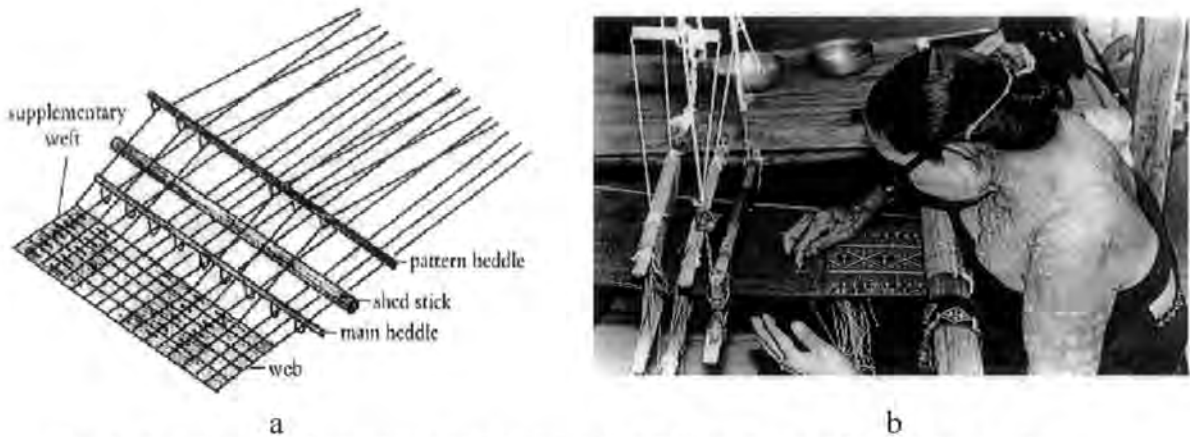 supplementary
weft
pattern heddle
shed stick
main heddle
web
a
b